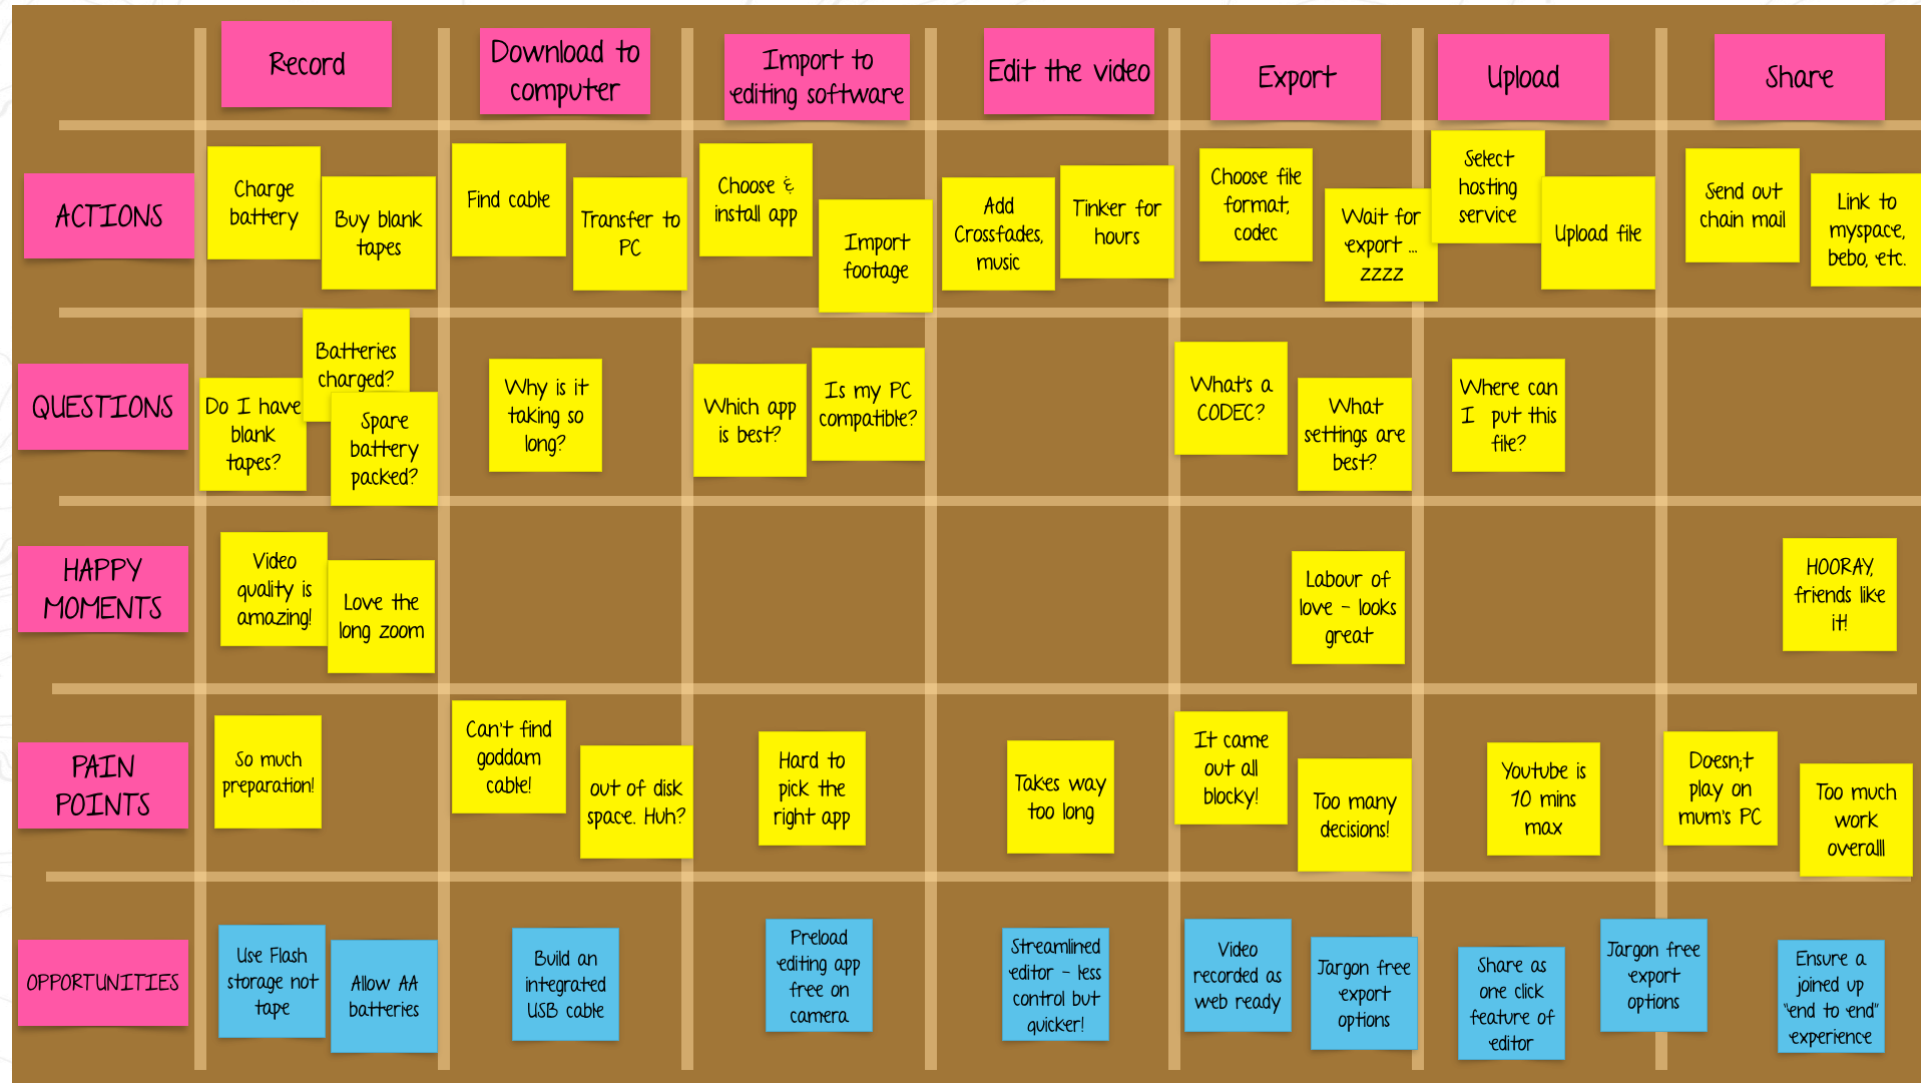 Record
Download to
computer
Import to
editing software
Edit the video
Export
Upload
Share
ACTIONS
Charge
battery
Buy blank
tapes
Find cable
Transfer to
PC
Choose &
install app
Import
footage
Add
Crossfades,
music
Tinker for
hours
Choose file
format,
codec
Wait for
export ...
zzzz
Select
hosting
service
Upload file
Send out
chain mail
Link to
myspace,
bebo, etc.
QUESTIONS
Do I have
blank
tapes?
Batteries
charged?
Spare
battery
packed?
Why is it
taking so
long?
Which app
is best?
Is my PC
compatible?
What's a
CODEC?
What
settings are
best?
Where can
I put this
file?
HAPPY
MOMENTS
Video
quality is
amazing!
Love the
long zoom
Labour of
love - looks
great
HOORAY,
friends like
it!
PAIN
POINTS
So much
preparation!
Can't find
goddam
cable!
out of disk
space. Huh?
Hard to
pick the
right app
Takes way
too long
It came
out all
blocky!
Too many
decisions!
Youtube is
10 mins
max
Doesn;t
play on
mum's PC
Too much
work
overall!
OPPORTUNITIES
Use Flash
storage not
tape
Allow AA
batteries
Build an
integrated
USB cable
Preload
editing app
free on
camera
Streamlined
editor - less
control but
quicker!
Video
recorded as
web ready
Jargon free
export
options
Share as
one click
feature of
editor
Jargon free
export
options
Ensure a
joined up
"end to end"
experience